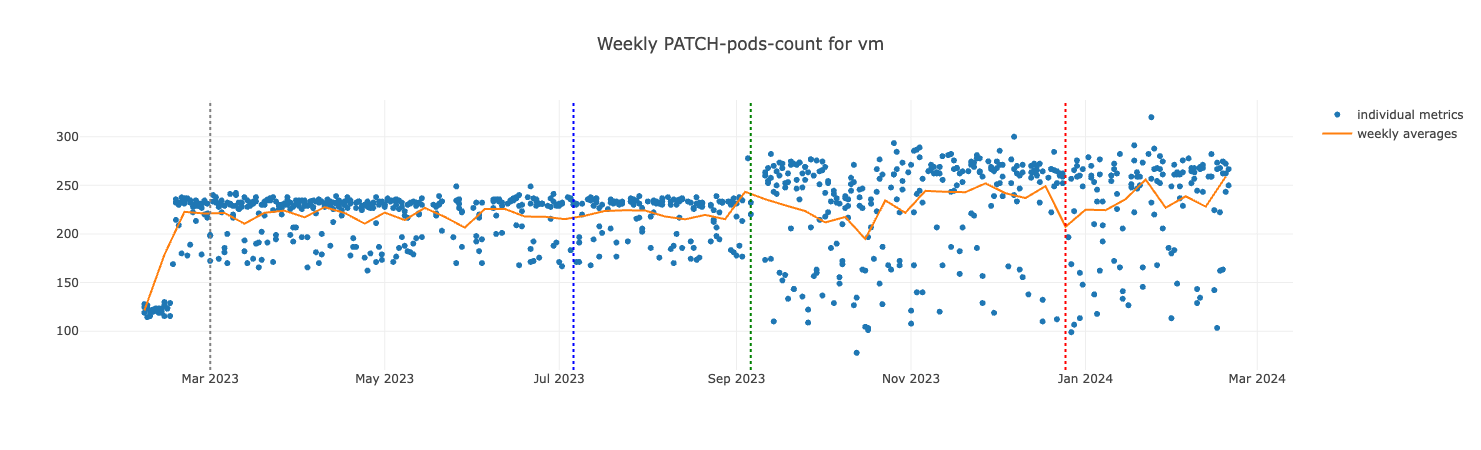 Weekly PATCH-pods-count for vm
individual metrics
weekly averages
300
250
200
150
100
Mar 2023
May 2023
Jul 2023
Sep 2023
Nov 2023
Jan 2024
Mar 2024